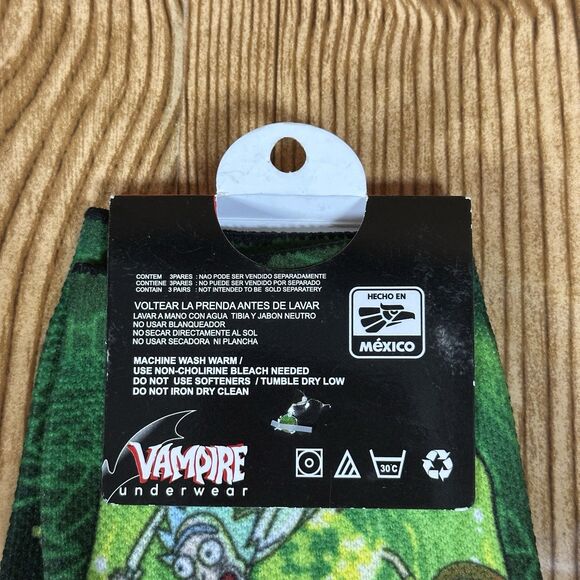 CONTEM 3PARES : NAO PODE SER VENDIDO SEPARADAMENTE
CONTIENE 3PARES : NO PUEDE SER VENDIDO POR SEPARADO
CONTAIN 3 PAIRS : NOT INTENDED TO BE SOLD SEPARATERY
VOLTEAR LA PRENDA ANTES DE LAVAR
LAVAR A MANO CON AGUA TIBIA Y JABON NEUTRO
NO USAR BLANQUEADOR
NO SECAR DIRECTAMENTE AL SOL
NO USAR SECADORA NI PLANCHA
MACHINE WASH WARM /
USE NON-CHOLIRINE BLEACH NEEDED
DO NOT USE SOFTENERS / TUMBLE DRY LOW
DO NOT IRON DRY CLEAN
HECHO EN
MÉXICO
VAMPIRE
underwear
30°C